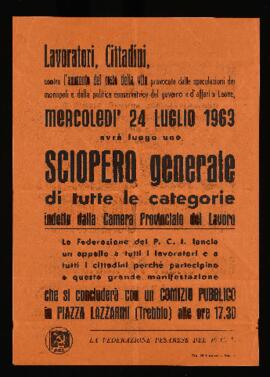 Lavoratori, Cittadini,
contro l'aumento del costo della vita provocato dalle speculazioni dei
monopoli e dalla politica conservatrice del governo d'affari Leone,
MERCOLEDI' 24 LUGLIO 1963
avrà luogo uno
SCIOPERO generale
di tutte le categorie
indetto dalla Camera Provinciale del Lavoro
La Federazione del P. C. I. lancia
un appello a tutti i lavoratori e a
tutti i cittadini perché partecipino
a questa grande manifestazione
che si concluderà con un COMIZIO PUBBLICO
in PIAZZA LAZZARINI (Trebbio) alle ore 17.30
LA FEDERAZIONE PESARESE DEL P. C. I.